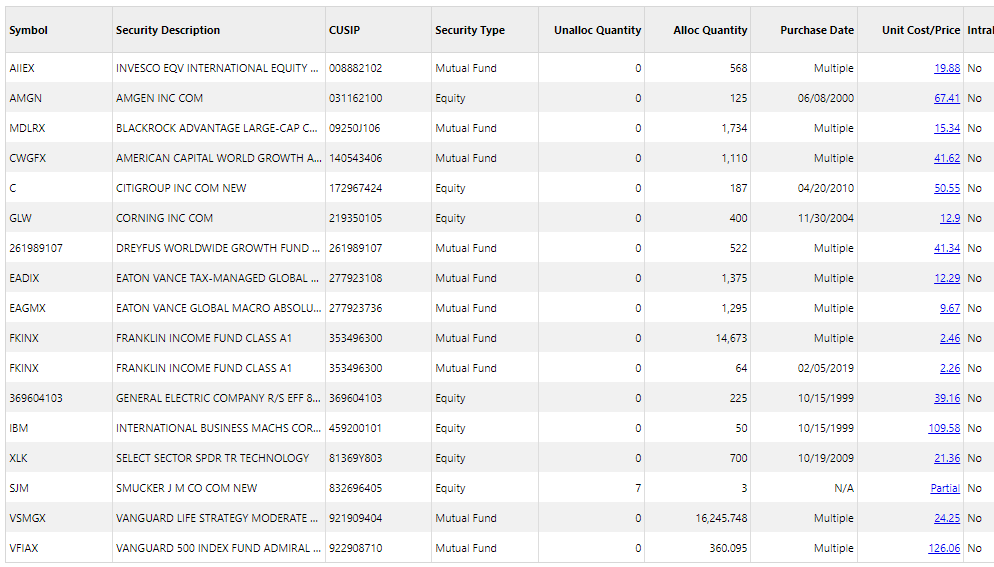 Symbol Security Description CUSIP Security Type Unalloc Quantity Alloc Quantity Purchase Date Unit Cost/Price Intral
AIIEX INVESCO EQV INTERNATIONAL EQUITY ... 008882102 Mutual Fund 0 568 Multiple 19.88 No
AMGN AMGEN INC COM 031162100 Equity 0 125 06/08/2000 67.41 No
MDLRX BLACKROCK ADVANTAGE LARGE-CAP C... 09250J106 Mutual Fund 0 1,734 Multiple 15.34 No
CWGFX AMERICAN CAPITAL WORLD GROWTH A... 140543406 Mutual Fund 0 1,110 Multiple 41.62 No
C CITIGROUP INC COM NEW 172967424 Equity 0 187 04/20/2010 50.55 No
GLW CORNING INC COM 219350105 Equity 0 400 11/30/2004 12.9 No
261989107 DREYFUS WORLDWIDE GROWTH FUND ... 261989107 Mutual Fund 0 522 Multiple 41.34 No
EADIX EATON VANCE TAX-MANAGED GLOBAL ... 277923108 Mutual Fund 0 1,375 Multiple 12.29 No
EAGMX EATON VANCE GLOBAL MACRO ABSOLU... 277923736 Mutual Fund 0 1,295 Multiple 9.67 No
FKINX FRANKLIN INCOME FUND CLASS A1 353496300 Mutual Fund 0 14,673 Multiple 2.46 No
FKINX FRANKLIN INCOME FUND CLASS A1 353496300 Mutual Fund 0 64 02/05/2019 2.26 No
369604103 GENERAL ELECTRIC COMPANY R/S EFF 8... 369604103 Equity 0 225 10/15/1999 39.16 No
IBM INTERNATIONAL BUSINESS MACHS COR... 459200101 Equity 0 50 10/15/1999 109.58 No
XLK SELECT SECTOR SPDR TR TECHNOLOGY 81369Y803 Equity 0 700 10/19/2009 21.36 No
SJM SMUCKER J M CO COM NEW 832696405 Equity 7 3 N/A Partial No
VSMGX VANGUARD LIFE STRATEGY MODERATE ... 921909404 Mutual Fund 0 16,245.748 Multiple 24.25 No
VFIAX VANGUARD 500 INDEX FUND ADMIRAL ... 922908710 Mutual Fund 0 360.095 Multiple 126.06 No